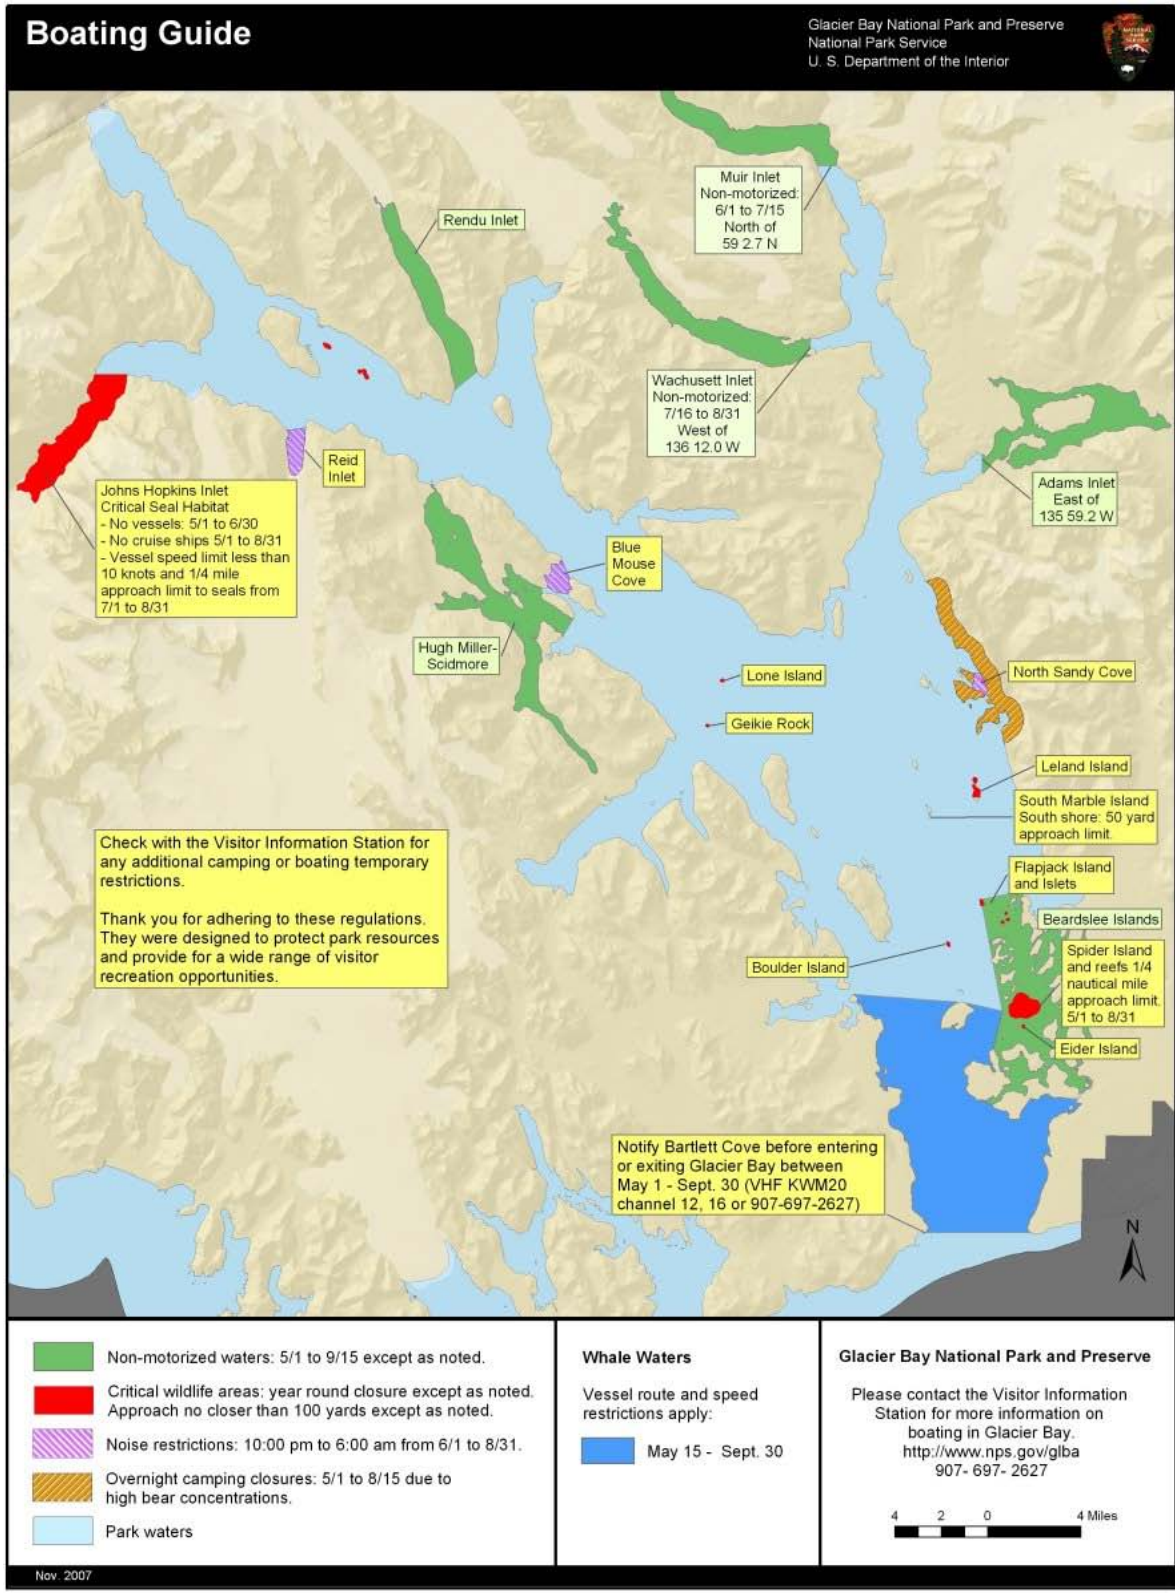 Boating Guide
Glacier Bay National Park and Preserve
National Park Service
U. S. Department of the Interior
NATIONAL
PARK
SERVICE
Muir Inlet
Non-motorized:
6/1 to 7/15
North of
59 2.7 N
Rendu Inlet
Wachusett Inlet
Non-motorized:
7/16 to 8/31
West of
136 12.0 W
Reid
Inlet
Adams Inlet
East of
135 59.2 W
Johns Hopkins Inlet
Critical Seal Habitat
- No vessels: 5/1 to 6/30
- No cruise ships 5/1 to 8/31
- Vessel speed limit less than
10 knots and 1/4 mile
approach limit to seals from
7/1 to 8/31
Blue
Mouse
Cove
Hugh Miller-
Scidmore
North Sandy Cove
Lone Island
Geikie Rock
Leland Island
South Marble Island
South shore: 50 yard
approach limit.
Check with the Visitor Information Station for
any additional camping or boating temporary
restrictions.
Thank you for adhering to these regulations.
They were designed to protect park resources
and provide for a wide range of visitor
recreation opportunities.
Flapjack Island
and Islets
Beardslee Islands
Boulder Island
Spider Island
and reefs 1/4
nautical mile
approach limit.
5/1 to 8/31
Eider Island
Notify Bartlett Cove before entering
or exiting Glacier Bay between
May 1 - Sept. 30 (VHF KWM20
channel 12, 16 or 907-697-2627)
N
Non-motorized waters: 5/1 to 9/15 except as noted.
Critical wildlife areas: year round closure except as noted.
Approach no closer than 100 yards except as noted.
Noise restrictions: 10:00 pm to 6:00 am from 6/1 to 8/31.
Overnight camping closures: 5/1 to 8/15 due to
high bear concentrations.
Park waters
Whale Waters
Vessel route and speed
restrictions apply:
May 15 - Sept. 30
Glacier Bay National Park and Preserve
Please contact the Visitor Information
Station for more information on
boating in Glacier Bay.
http://www.nps.gov/glba
907- 697- 2627
4 2 0 4 Miles
Nov. 2007